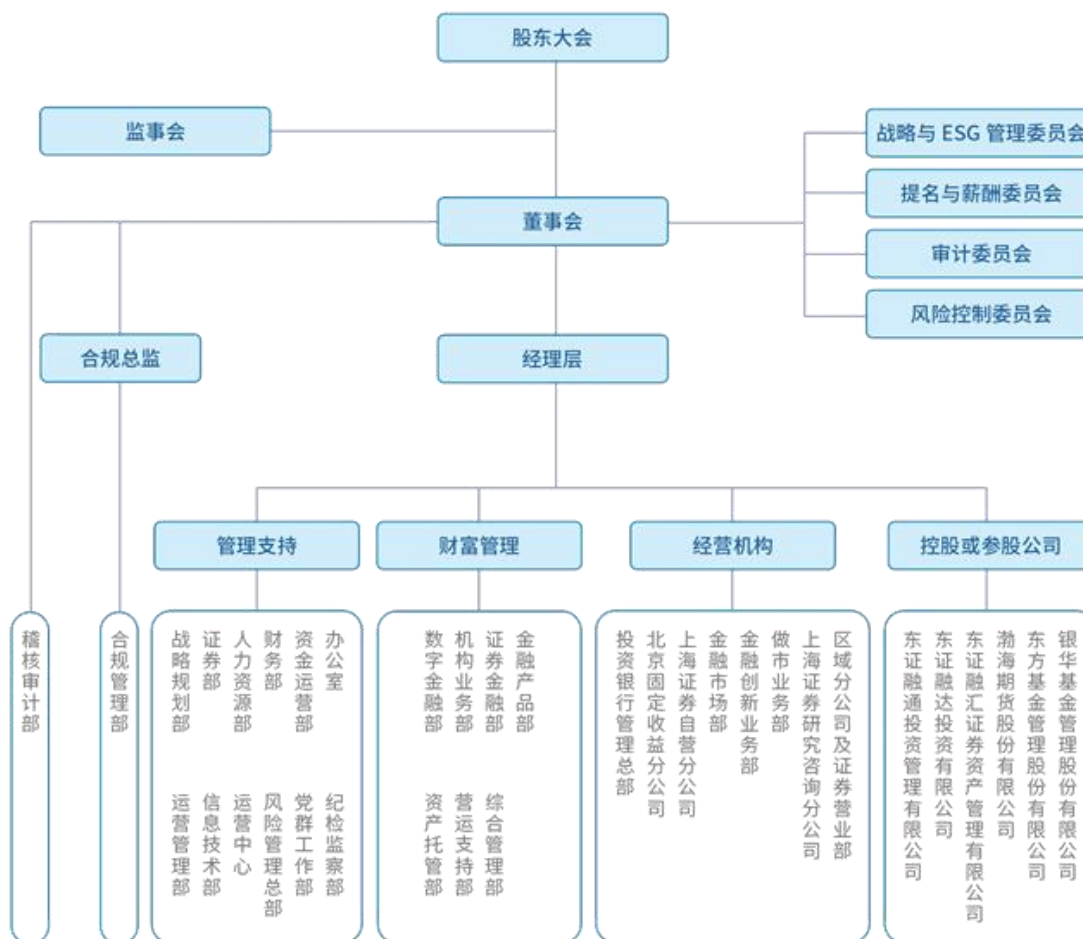 股东大会
监事会
战略与 ESG 管理委员会
提名与薪酬委员会
董事会
审计委员会
风险控制委员会
合规总监
经理层
管理支持
财富管理
经营机构
控股或参股公司
稽核审计部
合规管理部
战略规划部
证券部
人力资源部
财务部
资金运营部
办公室
运营管理部
信息技术部
运营中心
风险管理总部
党群工作部
纪检监察部
数字金融部
机构业务部
证券金融部
金融产品部
资产托管部
营运支持部
综合管理部
投资银行管理总部
北京固定收益分公司
上海证券自营分公司
金融市场部
金融创新业务部
做市业务部
上海证券研究咨询分公司
区域分公司及证券营业部
东证融通投资管理有限公司
东证融达投资有限公司
东证融汇证券资产管理有限公司
渤海期货股份有限公司
东方基金管理股份有限公司
银华基金管理股份有限公司